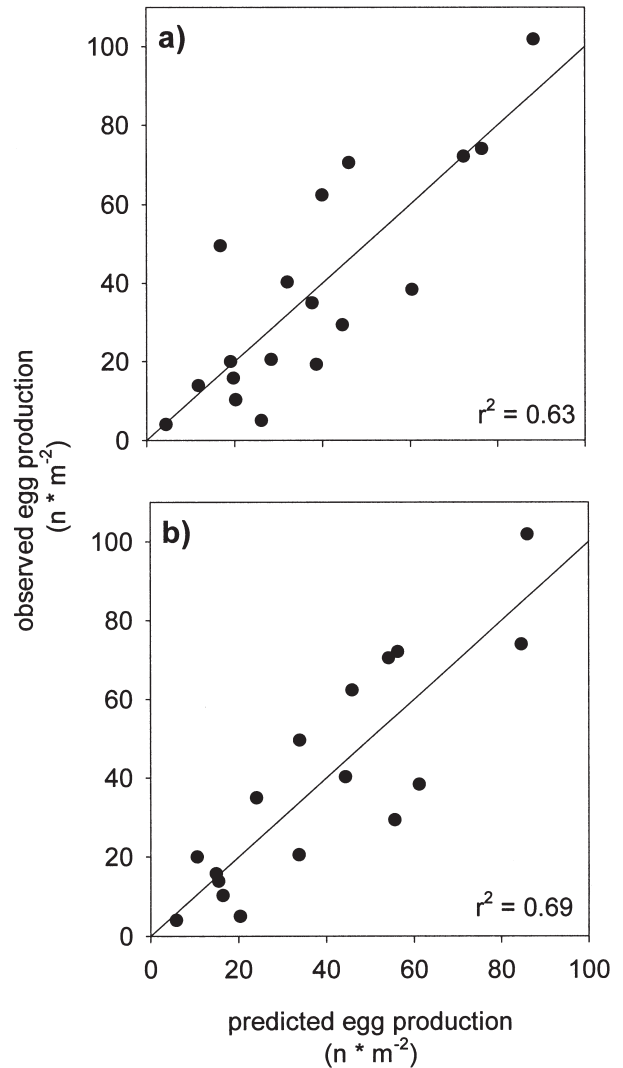 a)
100
80
60
40
20
0
r² = 0.63
observed egg production
(n * m⁻²)
b)
100
80
60
40
20
0
r² = 0.69
0 20 40 60 80 100
predicted egg production
(n * m⁻²)